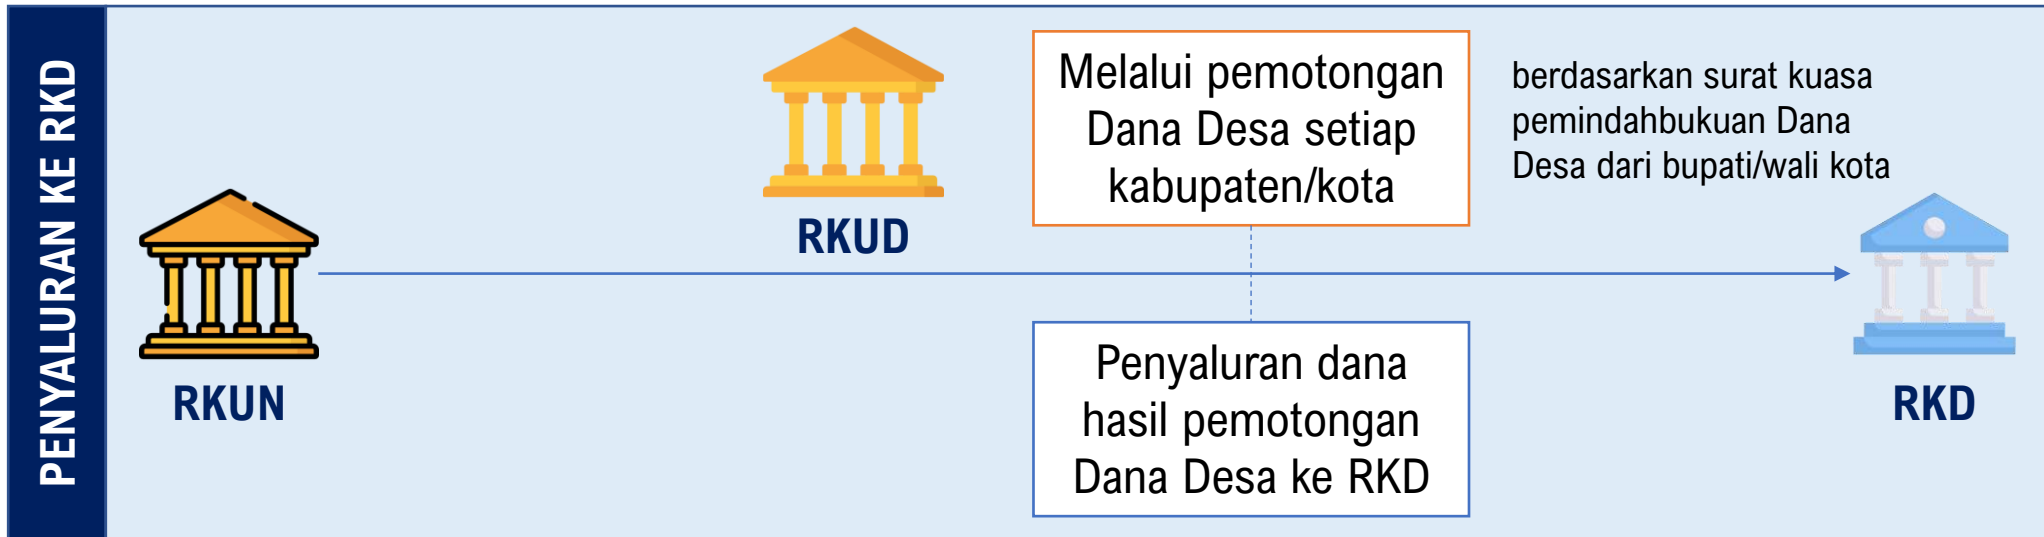 PENYALURAN KE RKD
RKUN
RKUD
Melalui pemotongan
Dana Desa setiap
kabupaten/kota
Penyaluran dana
hasil pemotongan
Dana Desa ke RKD
berdasarkan surat kuasa
pemindahbukuan Dana
Desa dari bupati/wali kota
RKD